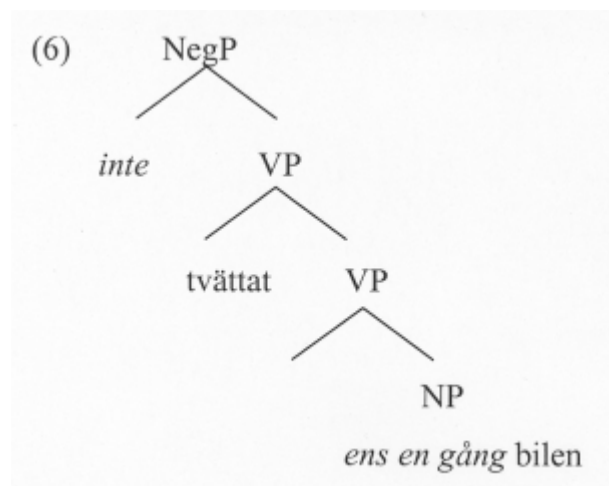 (6) NegP
inte VP
tvättat VP
NP
ens en gång bilen